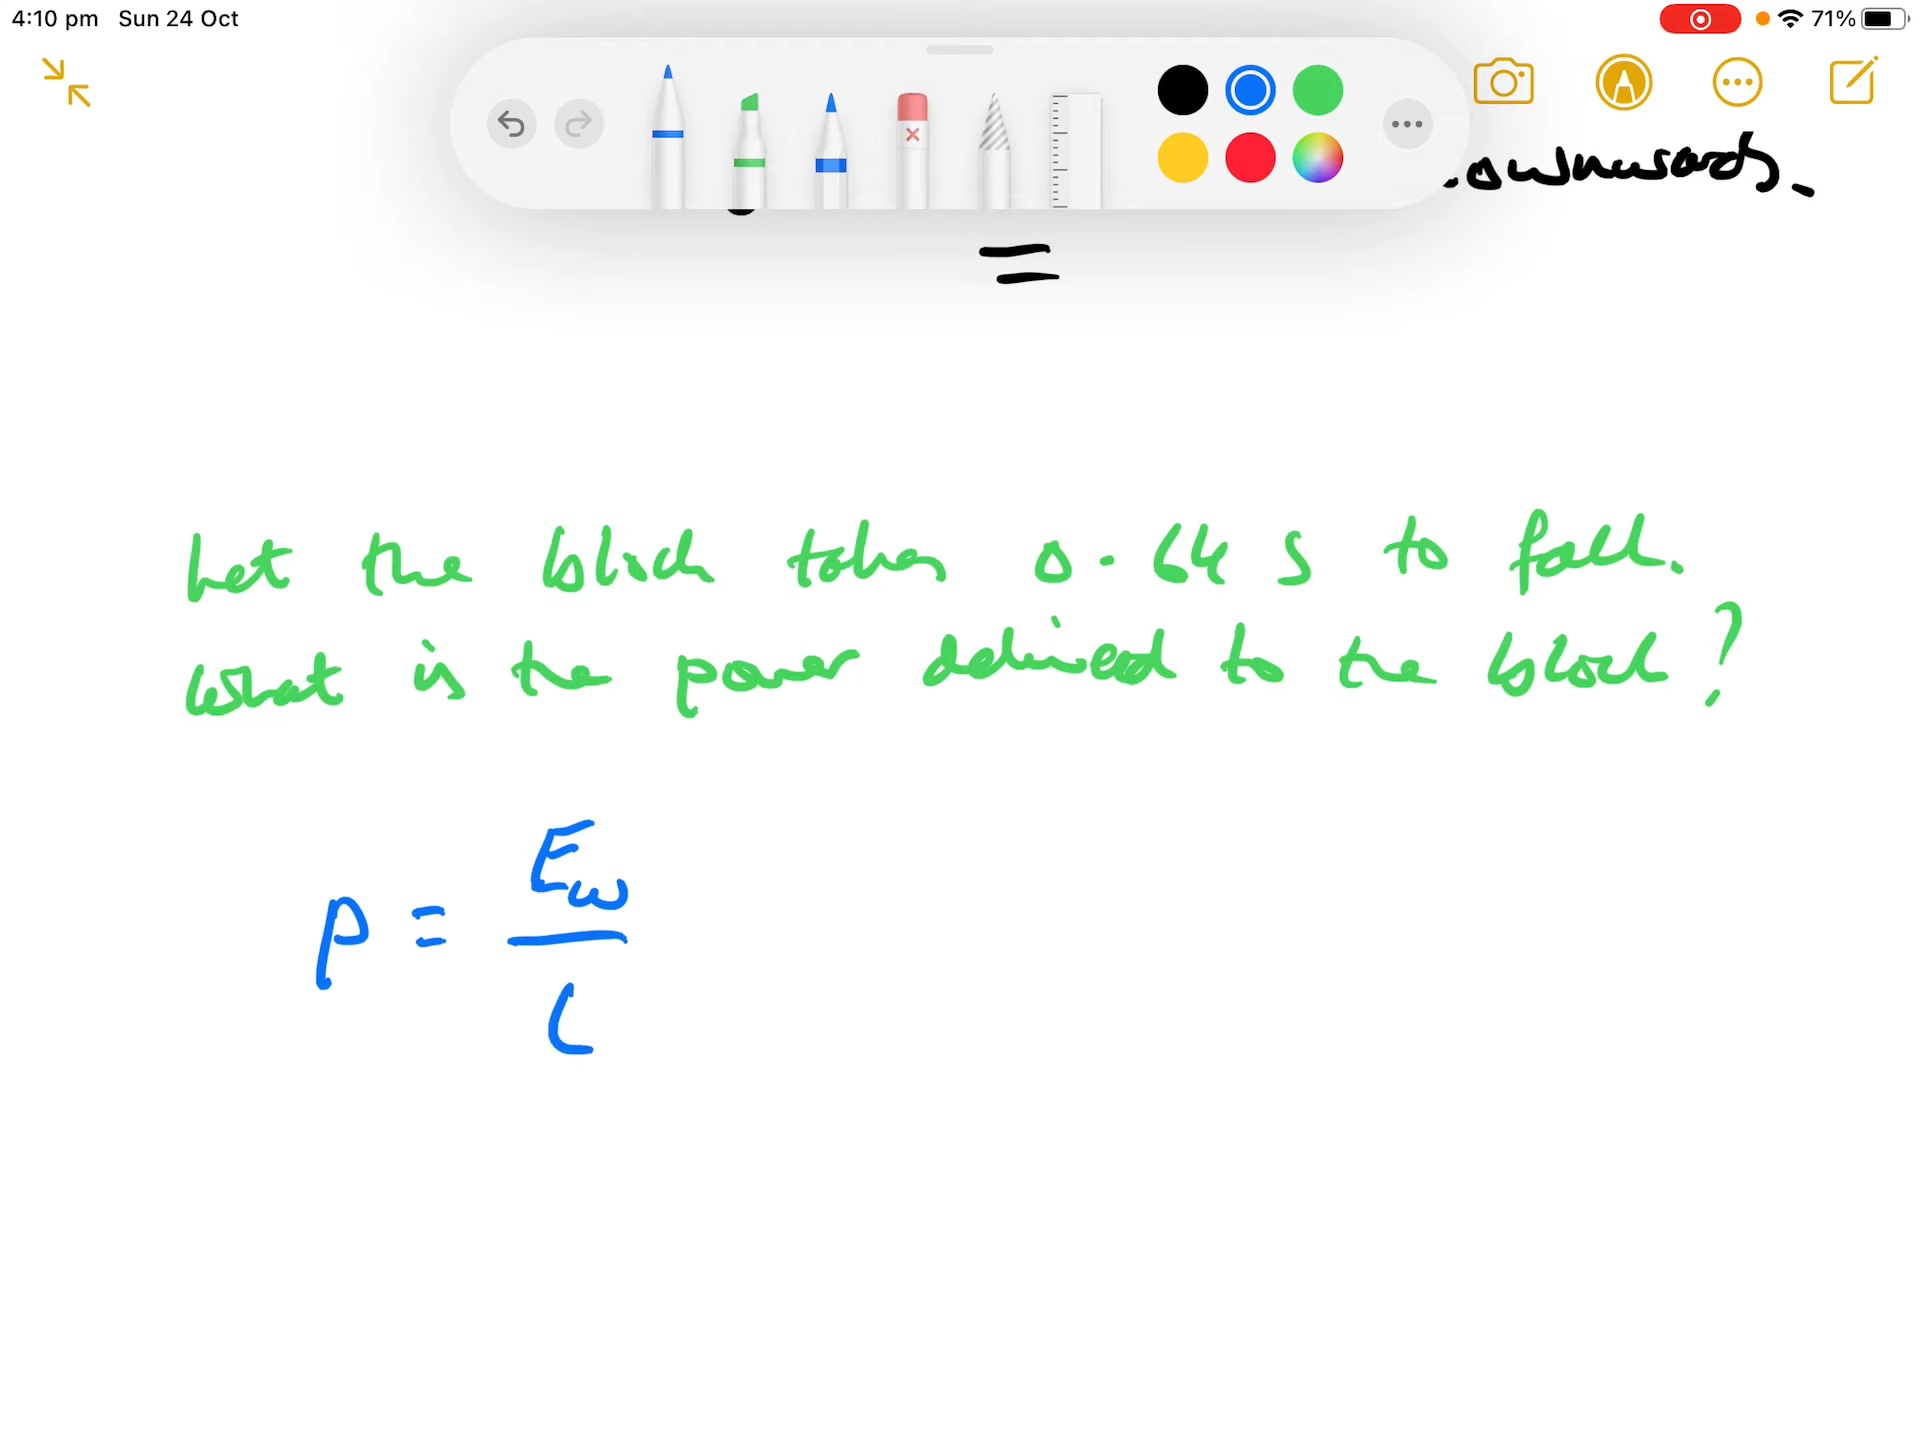 4:10 pm Sun 24 Oct
71%
=
Let the block takes 0.64 s to fall.
What is the power delivered to the block?
P = Ew